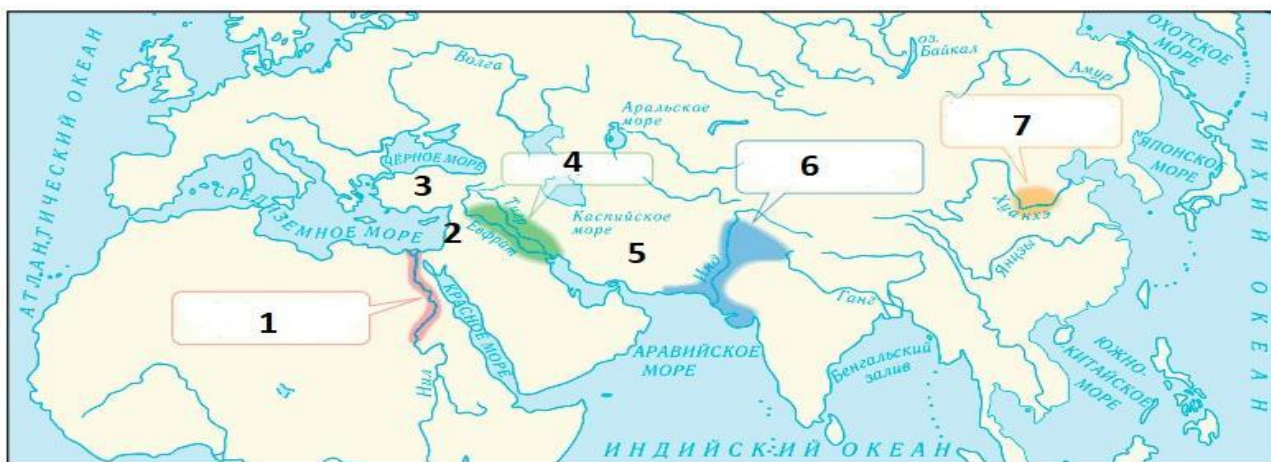 АТЛАНТИЧЕСКИЙ ОКЕАН
Волга
оз. Байкал
Амур
ОХОТСКОЕ МОРЕ
Аральское море
ЧЁРНОЕ МОРЕ
3
4
6
7
ЯПОНСКОЕ МОРЕ
ТИХИЙ ОКЕАН
СРЕДИЗЕМНОЕ МОРЕ
2
Тигр
Евфрат
Каспийское море
5
Инд
Хуанхэ
Янцзы
Ганг
1
КРАСНОЕ МОРЕ
Нил
Ц
АРАВИЙСКОЕ МОРЕ
Бенгальский залив
ЮЖНО-КИТАЙСКОЕ МОРЕ
ИНДИЙСКИЙ ОКЕАН